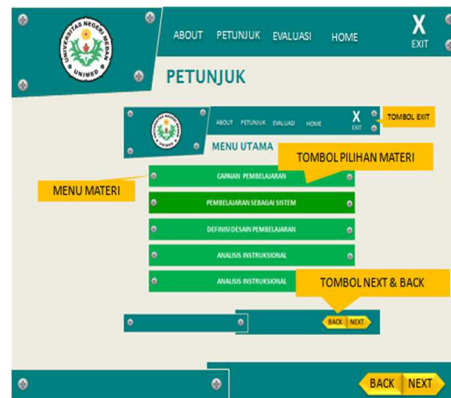 UNIVERSITAS NEGERI MEDAN
UNIMED
ABOUT PETUNJUK EVALUASI HOME
X
EXIT
PETUNJUK
ABOUT PETUNJUK EVALUASI HOME
X
EXIT
TOMBOL EXIT
MENU UTAMA
TOMBOL PILIHAN MATERI
MENU MATERI
CAPAIAN PEMBELAJARAN
PEMBELAJARAN SEBAGAI SISTEM
DEFINISI DESAIN PEMBELAJARAN
ANALISIS INSTRUKSIONAL
ANALISIS INSTRUKSIONAL
TOMBOL NEXT & BACK
BACK NEXT
BACK NEXT